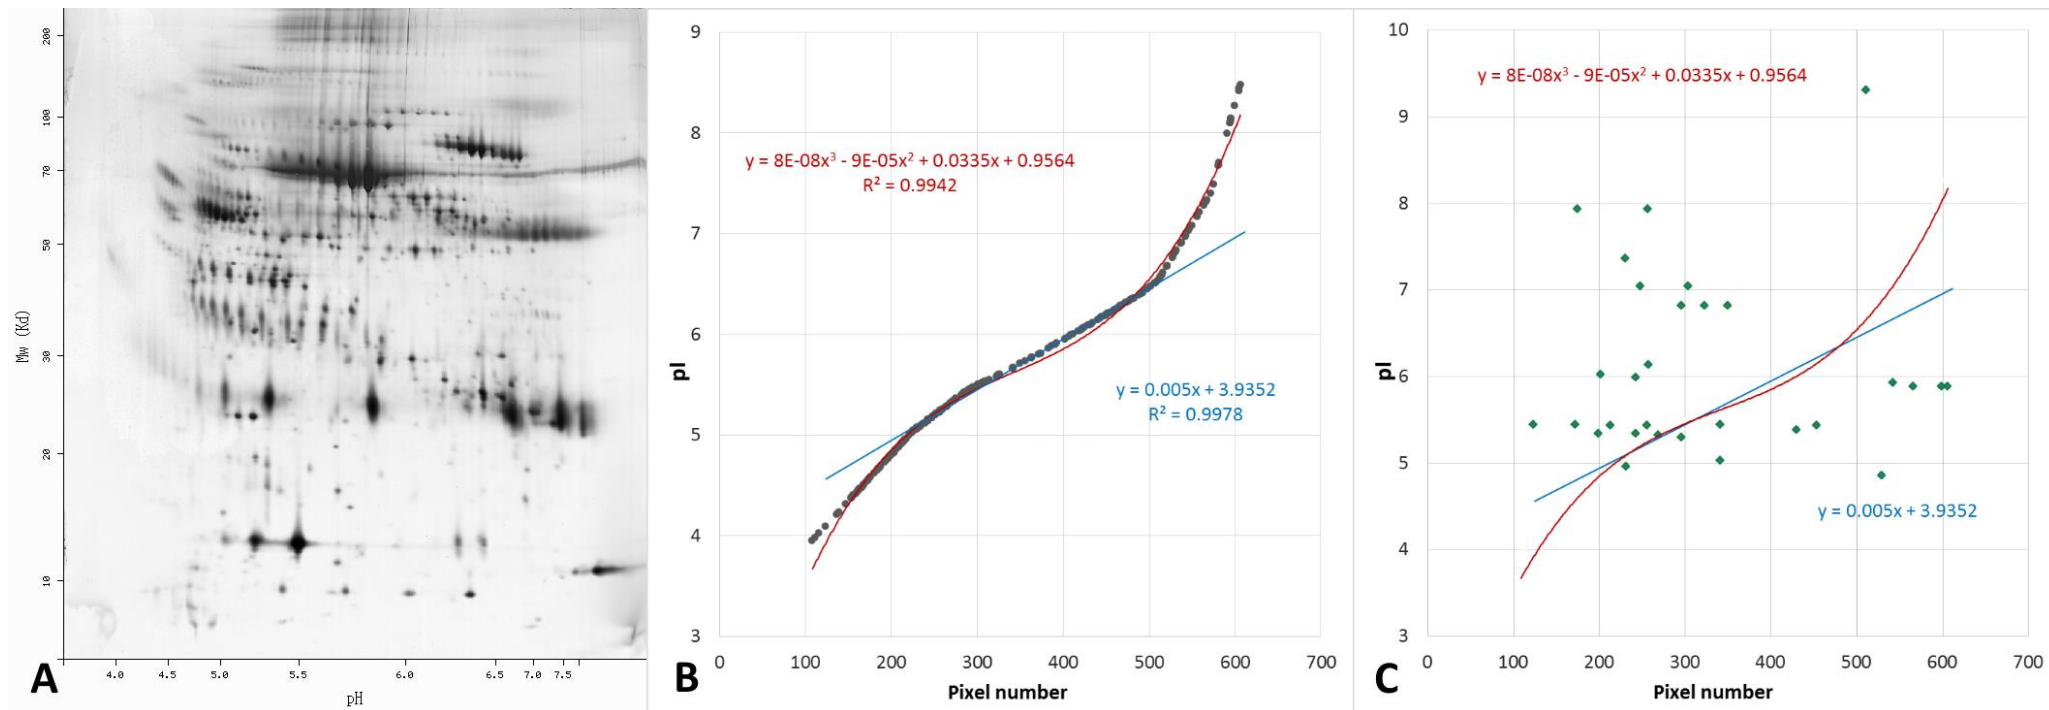 200
100
70
50
30
20
10
Mw (Kd)
4.0 4.5 5.0 5.5 6.0 6.5 7.0 7.5
pH
A
9
8
7
6
5
4
3
pI
y = 8E-08x³ - 9E-05x² + 0.0335x + 0.9564
R² = 0.9942
y = 0.005x + 3.9352
R² = 0.9978
0 100 200 300 400 500 600 700
Pixel number
B
10
9
8
7
6
5
4
3
pI
y = 8E-08x³ - 9E-05x² + 0.0335x + 0.9564
y = 0.005x + 3.9352
0 100 200 300 400 500 600 700
Pixel number
C